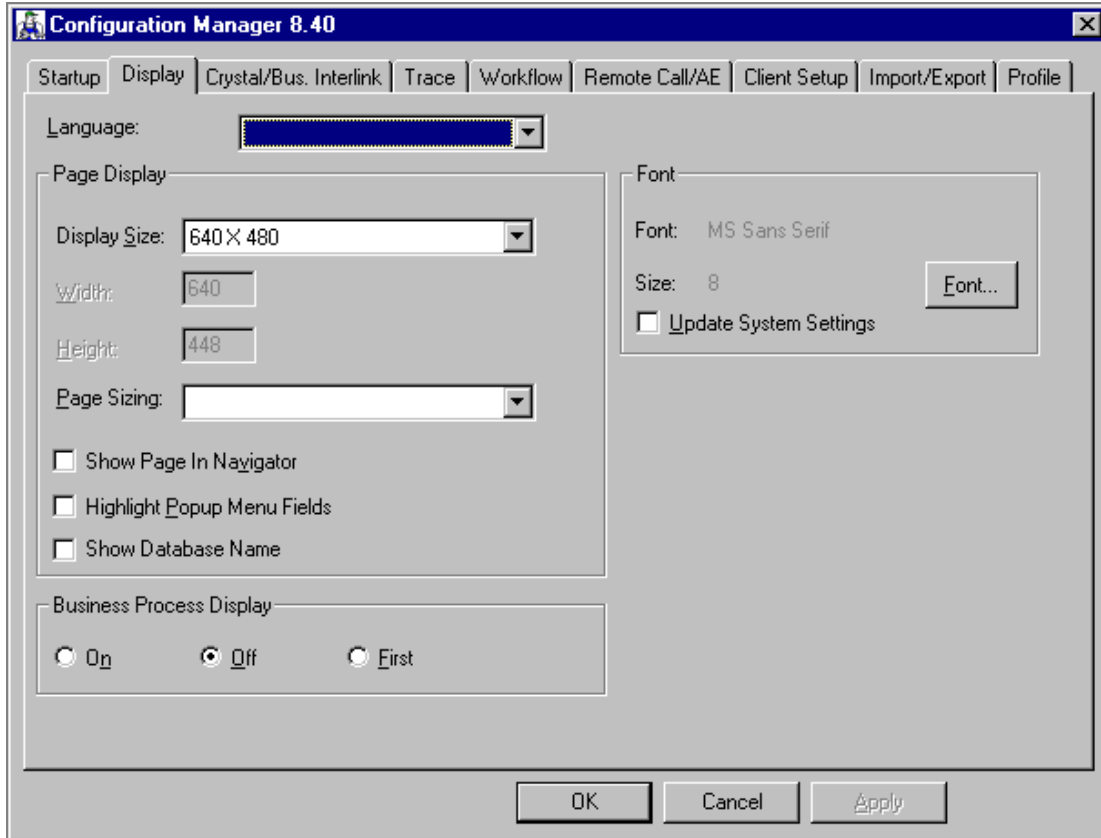 Configuration Manager 8.40
Startup Display Crystal/Bus. Interlink Trace Workflow Remote Call/AE Client Setup Import/Export Profile
Language:
Page Display
Display Size: 640 X 480
Width: 640
Height: 448
Page Sizing:
Show Page In Navigator
Highlight Popup Menu Fields
Show Database Name
Font
Font: MS Sans Serif
Size: 8
Font...
Update System Settings
Business Process Display
On Off First
OK Cancel Apply